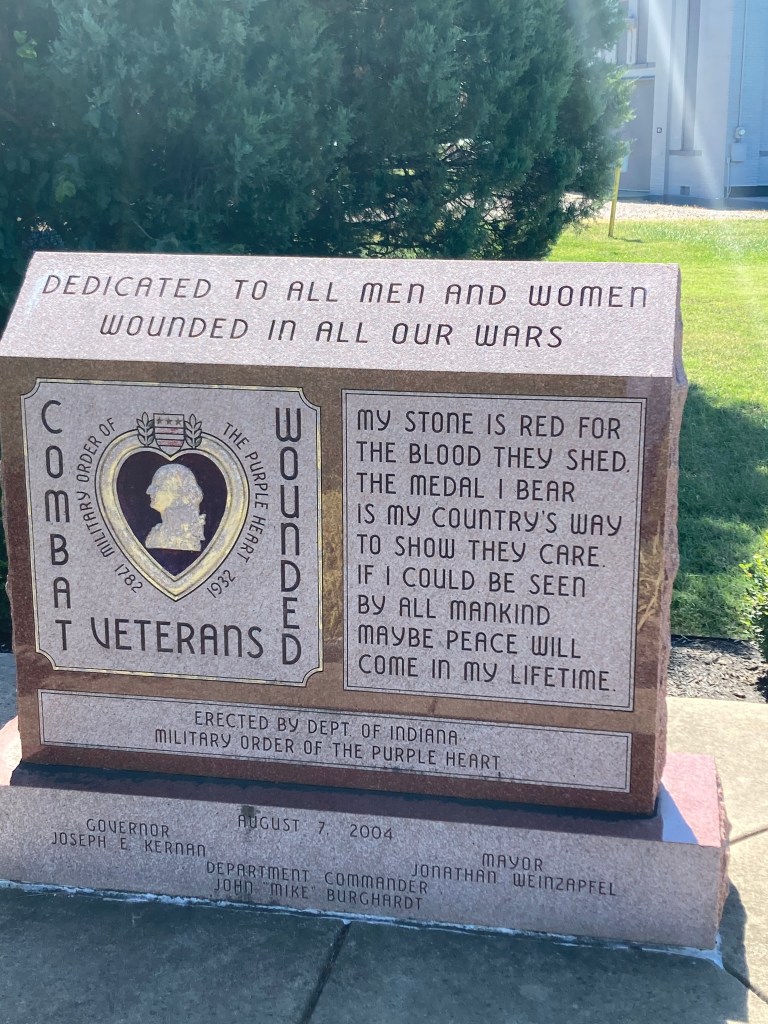 DEDICATED TO ALL MEN AND WOMEN
WOUNDED IN ALL OUR WARS
COMBAT
WOUNDED
VETERANS
MILITARY ORDER OF
THE PURPLE HEART
1782
1932
MY STONE IS RED FOR
THE BLOOD THEY SHED.
THE MEDAL I BEAR
IS MY COUNTRY'S WAY
TO SHOW THEY CARE.
IF I COULD BE SEEN
BY ALL MANKIND
MAYBE PEACE WILL
COME IN MY LIFETIME.
ERECTED BY DEPT. OF INDIANA
MILITARY ORDER OF THE PURPLE HEART
AUGUST 7, 2004
GOVERNOR
JOSEPH E. KERNAN
DEPARTMENT COMMANDER
JOHN "MIKE" BURGHARDT
MAYOR
JONATHAN WEINZAPFEL